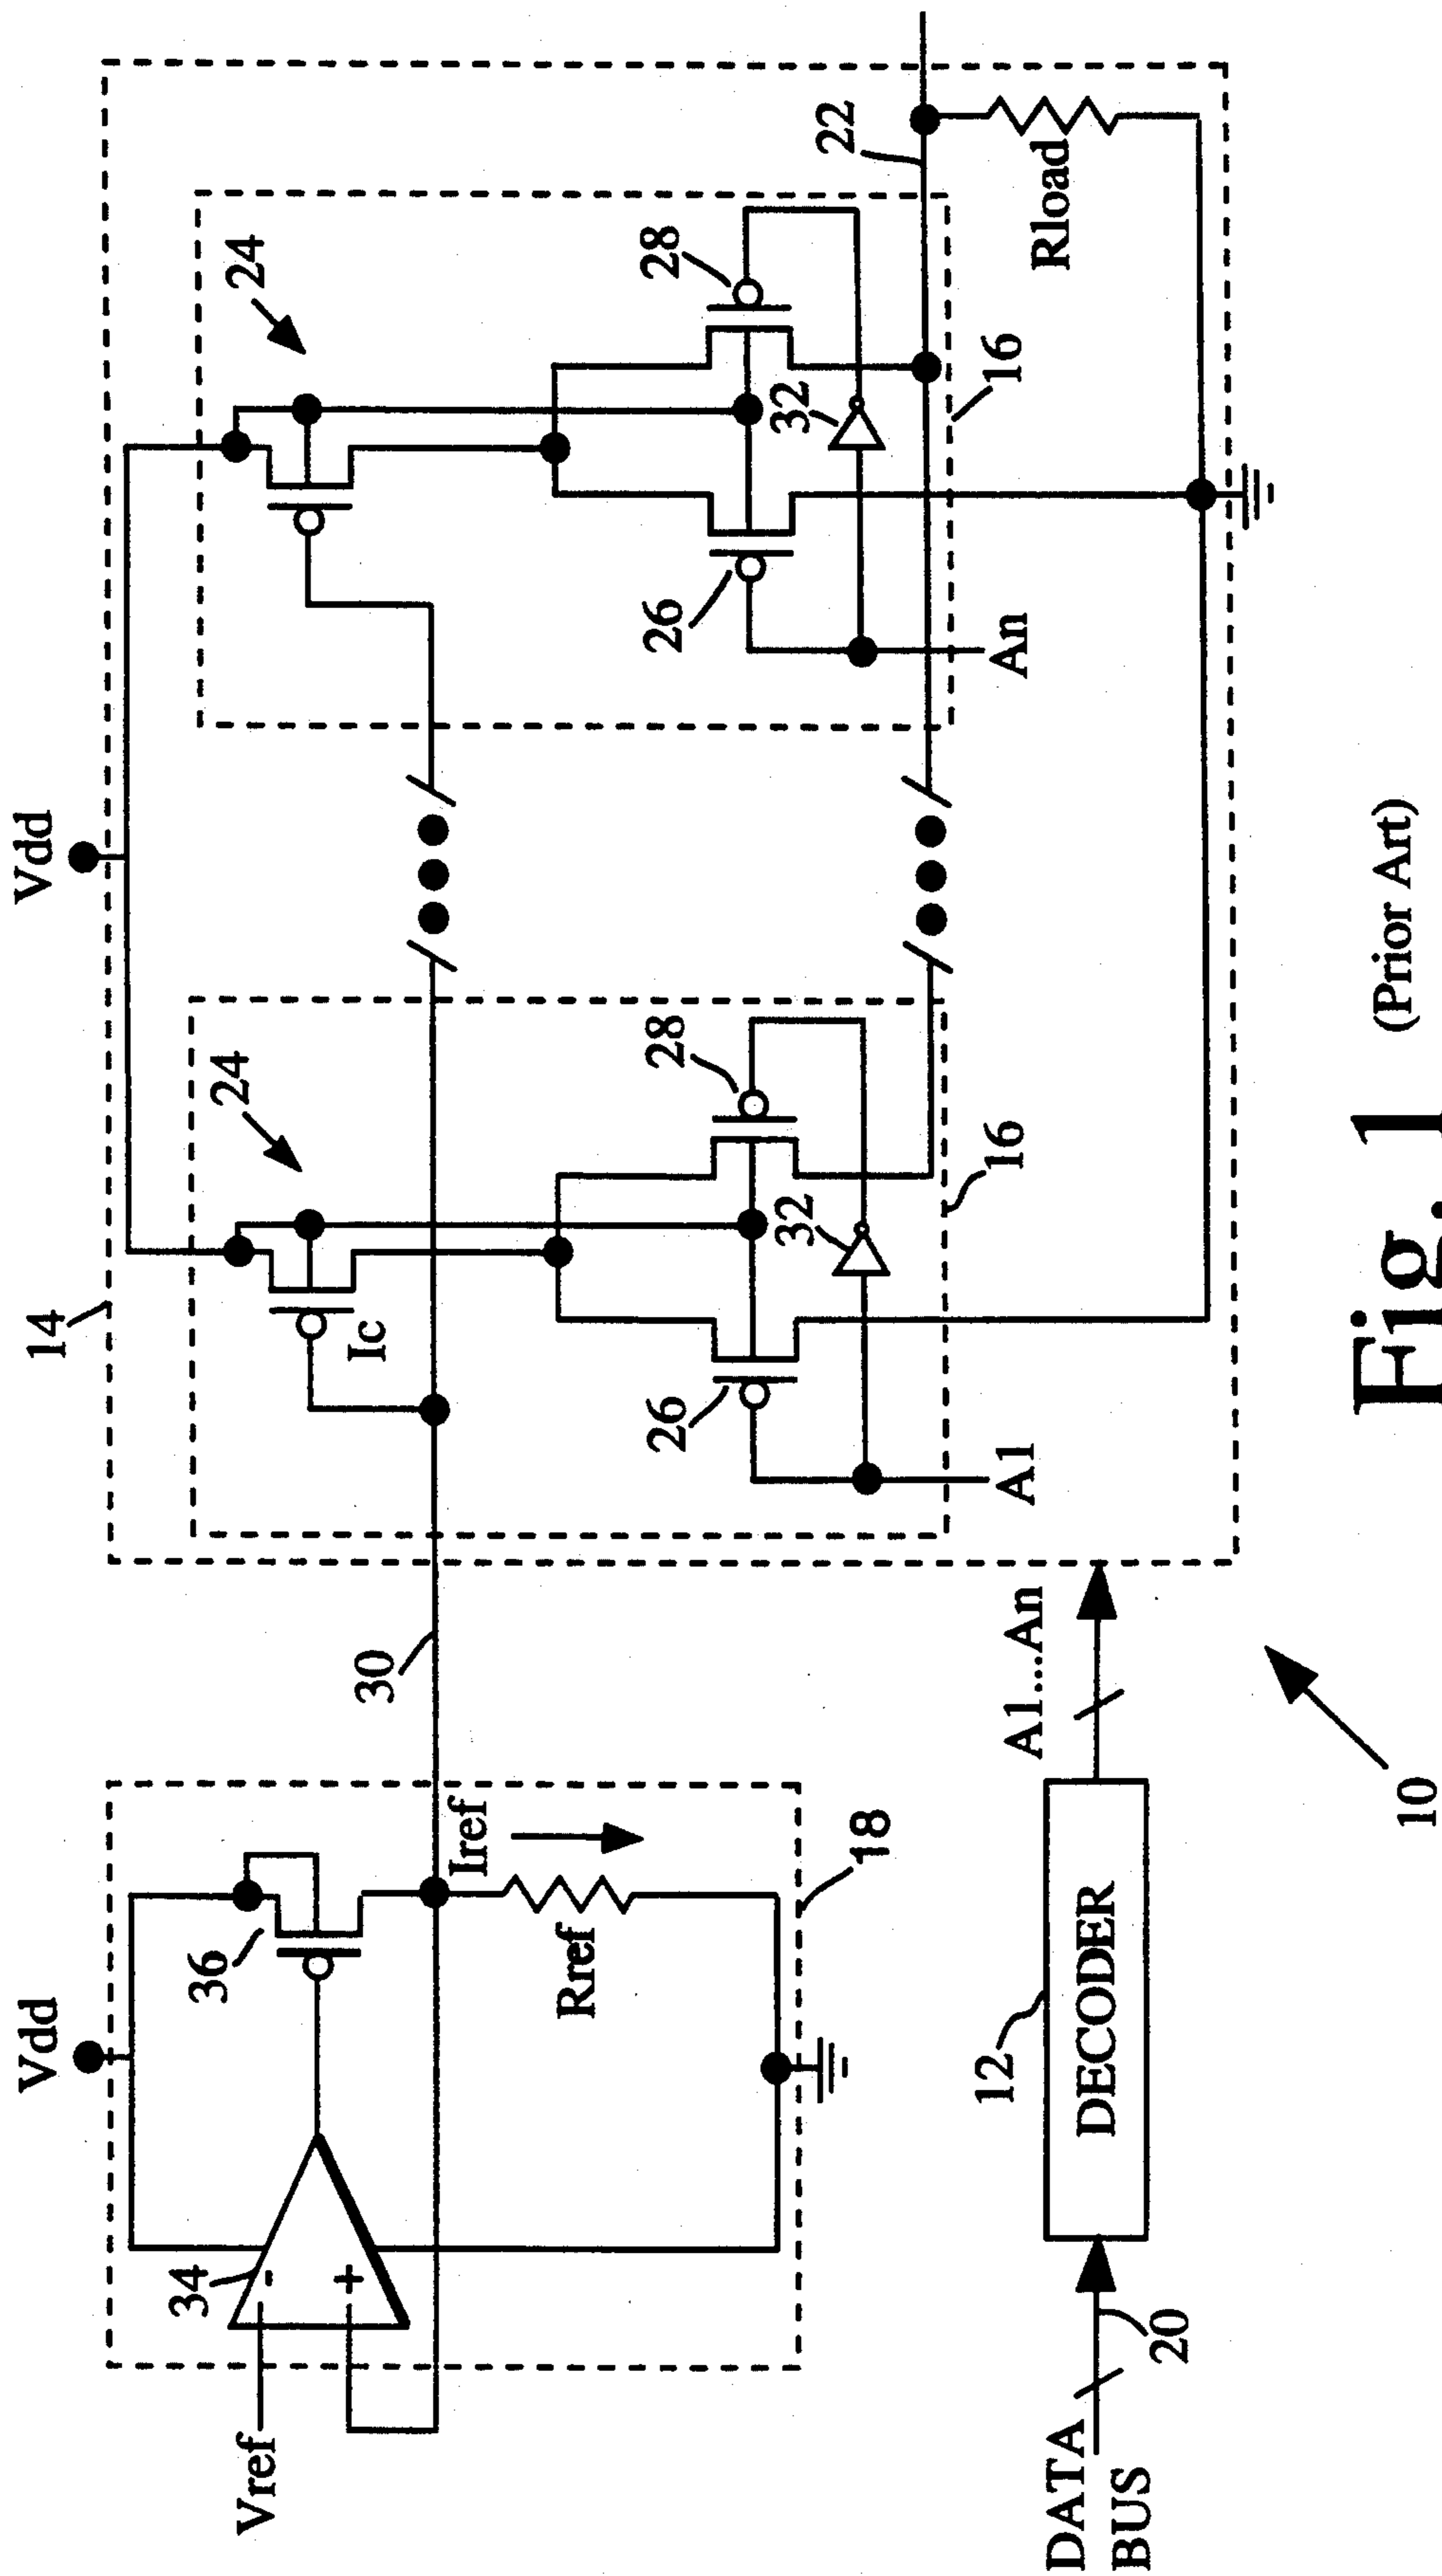 Vdd
Vdd
14
24
24
34
-
+
36
Vref
Ic
30
Iref
Rref
18
26
28
32
A1
16
26
28
32
An
16
22
Rload
DATA
BUS
20
12
DECODER
A1...An
10
Fig. 1
(Prior Art)